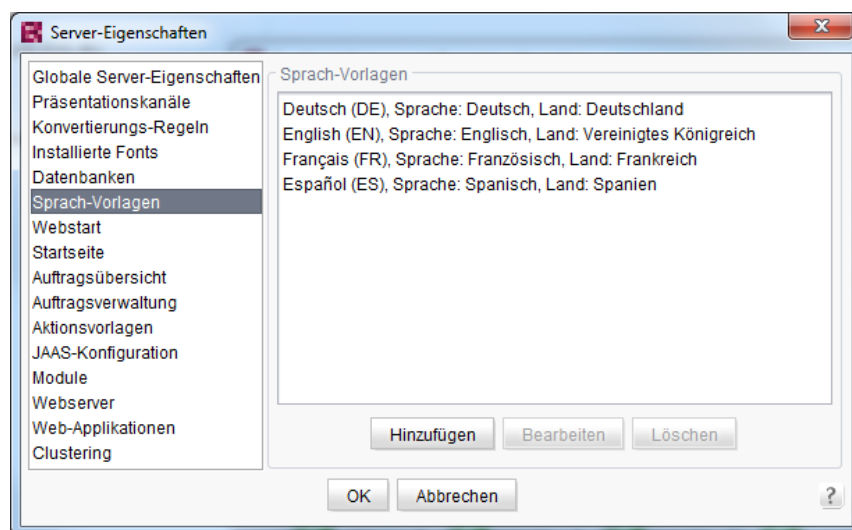 Server-Eigenschaften
Globale Server-Eigenschaften
Präsentationskanäle
Konvertierungs-Regeln
Installierte Fonts
Datenbanken
Sprach-Vorlagen
Webstart
Startseite
Auftragsübersicht
Auftragsverwaltung
Aktionsvorlagen
JAAS-Konfiguration
Module
Webserver
Web-Applikationen
Clustering
Sprach-Vorlagen
Deutsch (DE), Sprache: Deutsch, Land: Deutschland
English (EN), Sprache: Englisch, Land: Vereinigtes Königreich
Français (FR), Sprache: Französisch, Land: Frankreich
Español (ES), Sprache: Spanisch, Land: Spanien
Hinzufügen Bearbeiten Löschen
OK Abbrechen ?